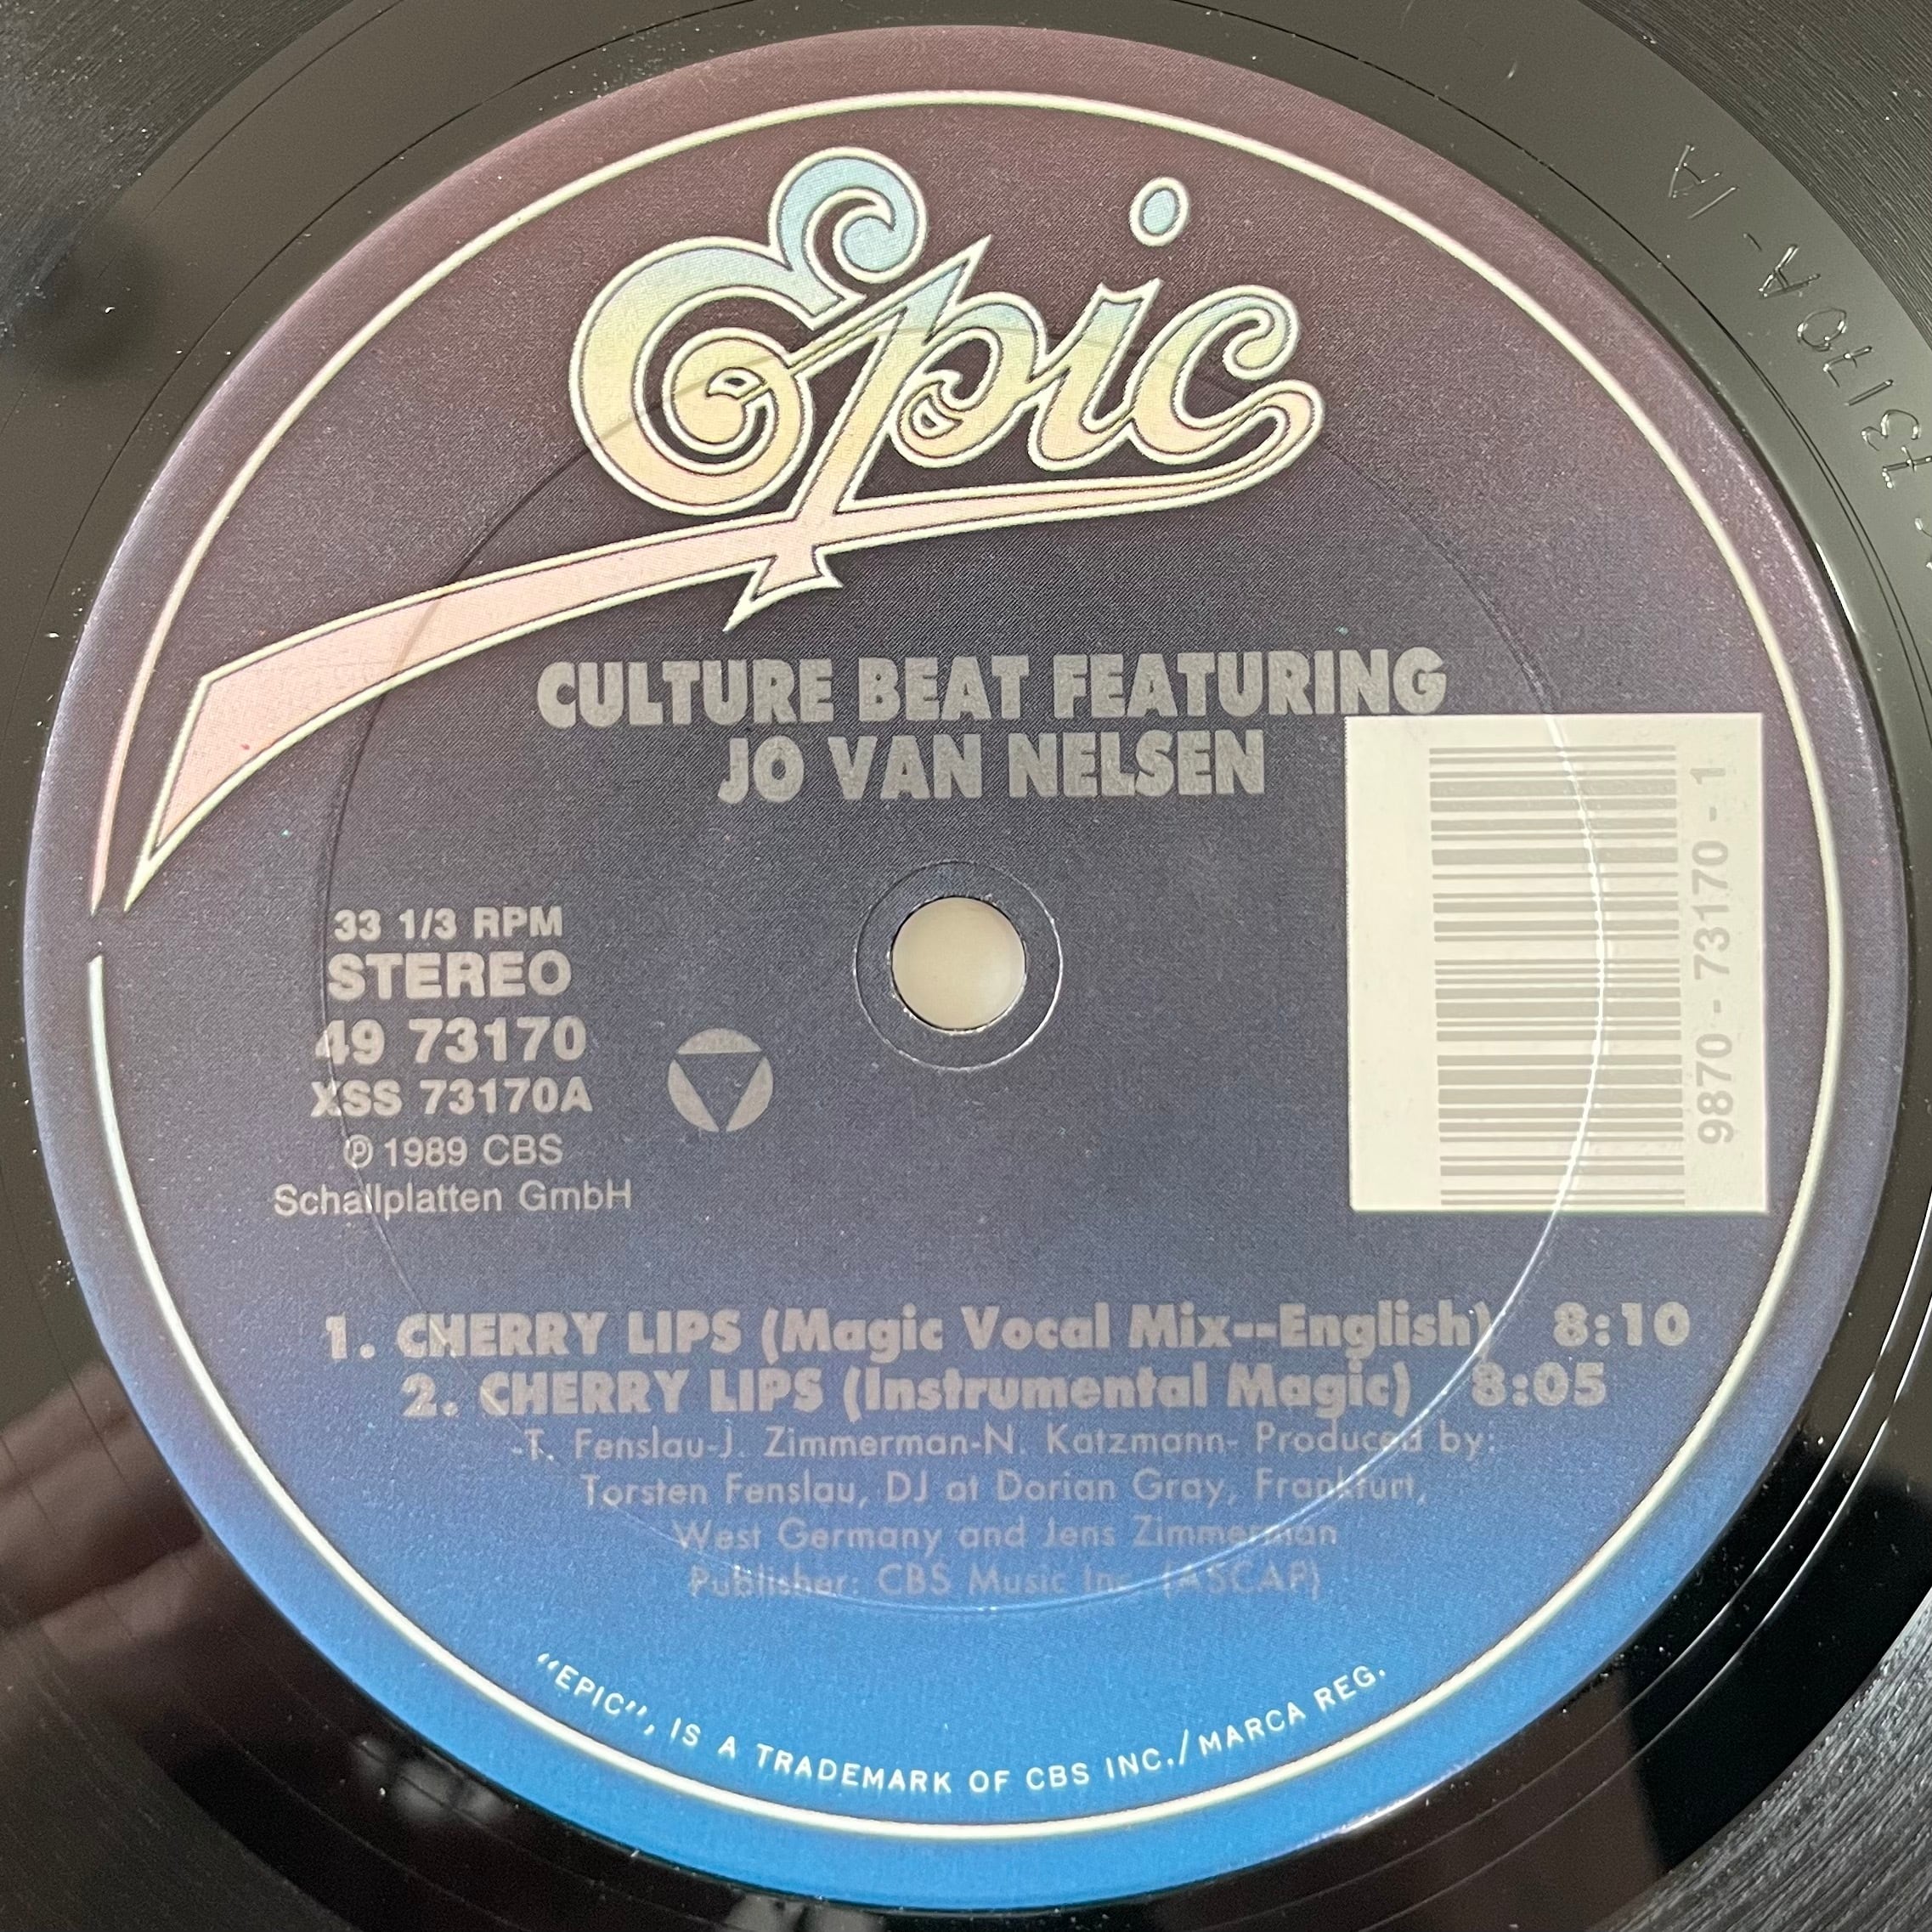 Epic
CULTURE BEAT FEATURING
JO VAN NELSEN
33 1/3 RPM
STEREO
49 73170
XSS 73170A
℗ 1989 CBS
Schallplatten GmbH
9870 - 73170 - 1
1. CHERRY LIPS (Magic Vocal Mix--English) 8:10
2. CHERRY LIPS (Instrumental Magic) 8:05
-T. Fenslau-J. Zimmerman-N. Katzmann- Produced by:
Torsten Fenslau, DJ at Dorian Gray, Frankfurt,
West Germany and Jens Zimmerman
Publisher: CBS Music Inc. (ASCAP)
"EPIC", IS A TRADEMARK OF CBS INC./MARCA REG.
73170A-1A